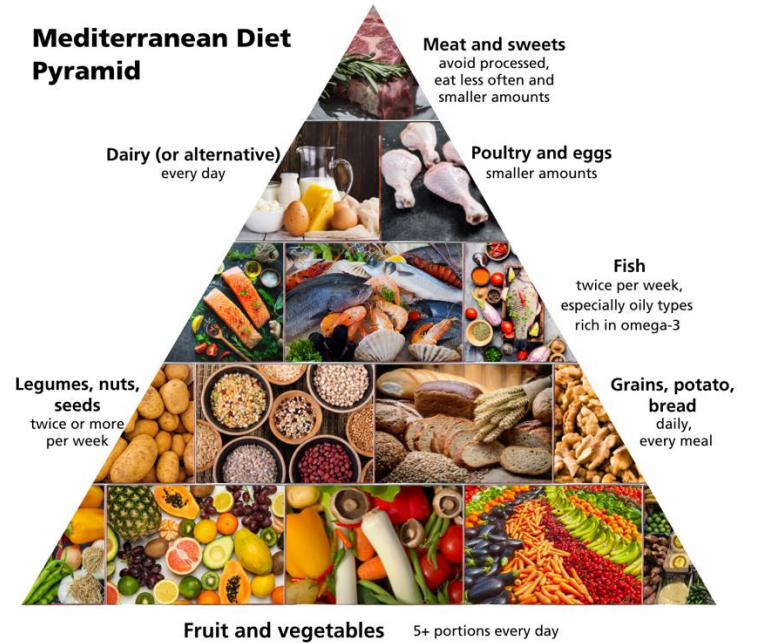 Mediterranean Diet
Pyramid
Meat and sweets
avoid processed,
eat less often and
smaller amounts
Dairy (or alternative)
every day
Poultry and eggs
smaller amounts
Fish
twice per week,
especially oily types
rich in omega-3
Legumes, nuts,
seeds
twice or more
per week
Grains, potato,
bread
daily,
every meal
Fruit and vegetables 5+ portions every day